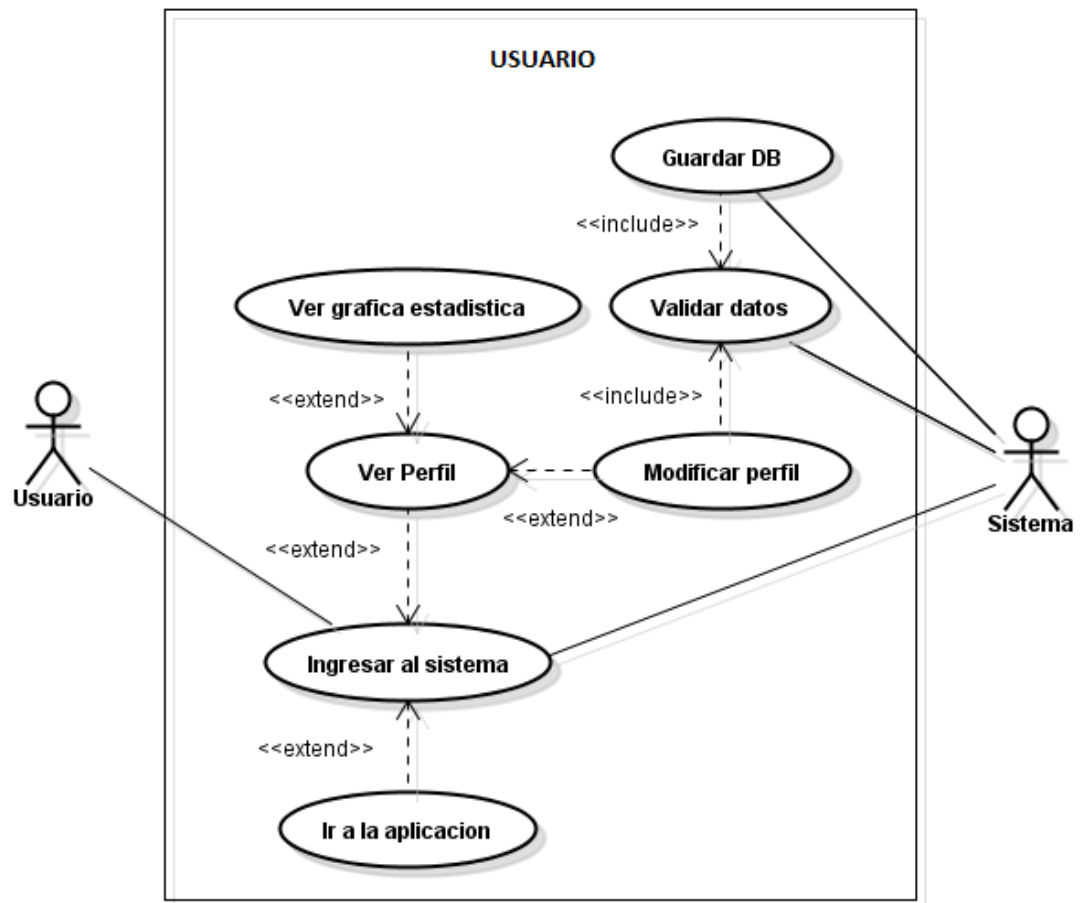 USUARIO
Guardar DB
<<include>>
Ver grafica estadistica
Validar datos
<<extend>>
<<include>>
Usuario
Ver Perfil
Modificar perfil
Sistema
<<extend>>
<<extend>>
Ingresar al sistema
<<extend>>
Ir a la aplicacion